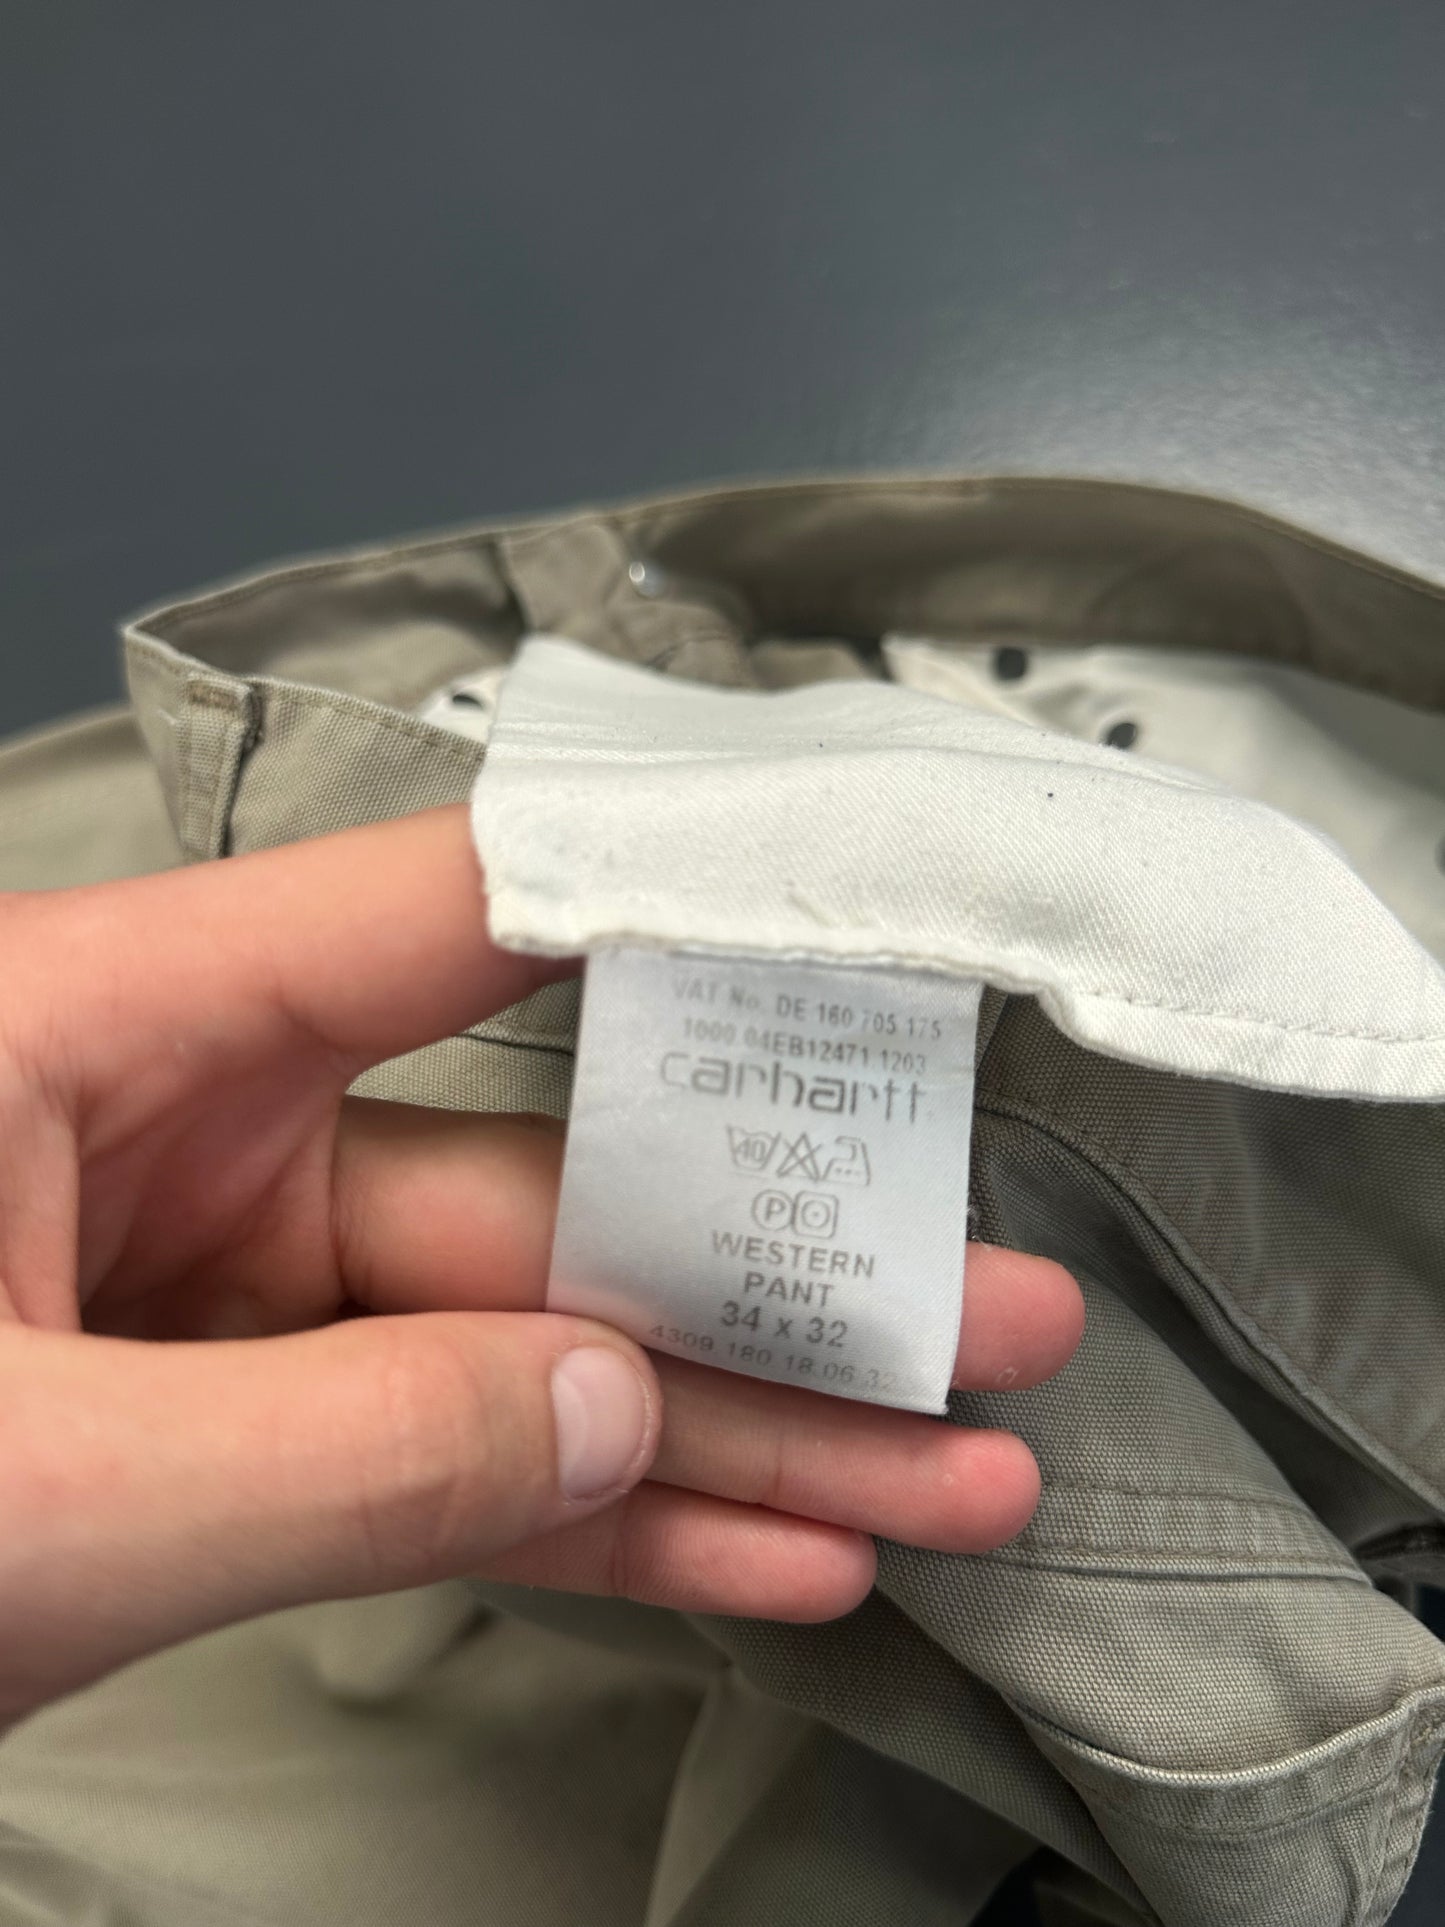 VAT No. DE 160 705 175
1000 04EB12471.1203
carhartt
40
P
WESTERN
PANT
34 x 32
4309.180 18.06 32